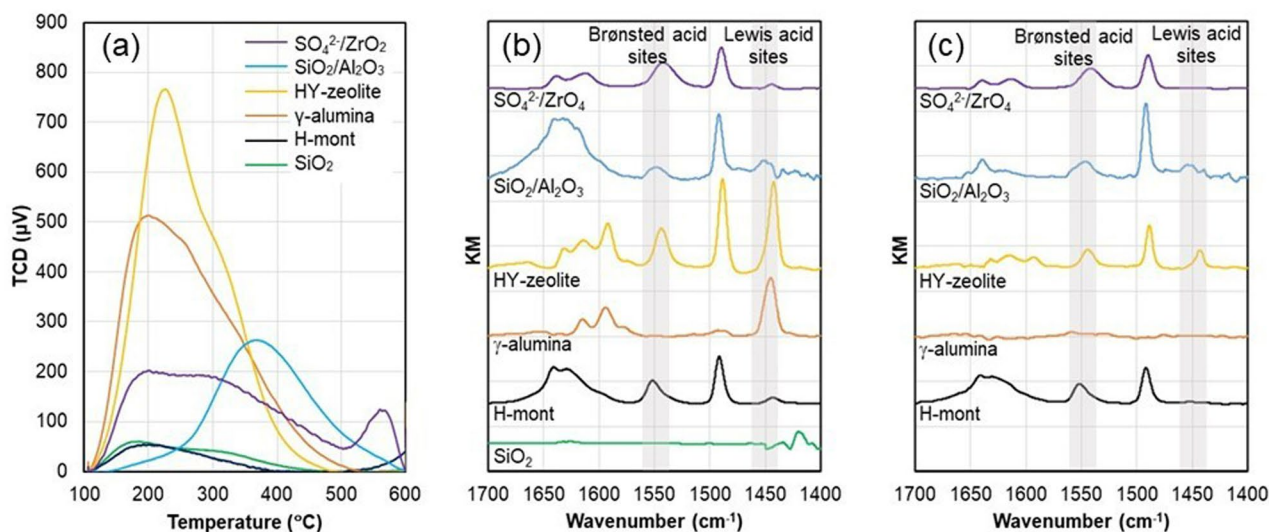 (a)
SO₄²⁻/ZrO₂
SiO₂/Al₂O₃
HY-zeolite
γ-alumina
H-mont
SiO₂
900
800
700
600
500
400
300
200
100
0
TCD (µV)
100 200 300 400 500 600
Temperature (°C)
(b)
Brønsted acid sites
Lewis acid sites
SO₄²⁻/ZrO₄
SiO₂/Al₂O₃
HY-zeolite
γ-alumina
H-mont
SiO₂
KM
1700 1650 1600 1550 1500 1450 1400
Wavenumber (cm⁻¹)
(c)
Brønsted acid sites
Lewis acid sites
SO₄²⁻/ZrO₄
SiO₂/Al₂O₃
HY-zeolite
γ-alumina
H-mont
KM
1700 1650 1600 1550 1500 1450 1400
Wavenumber (cm⁻¹)